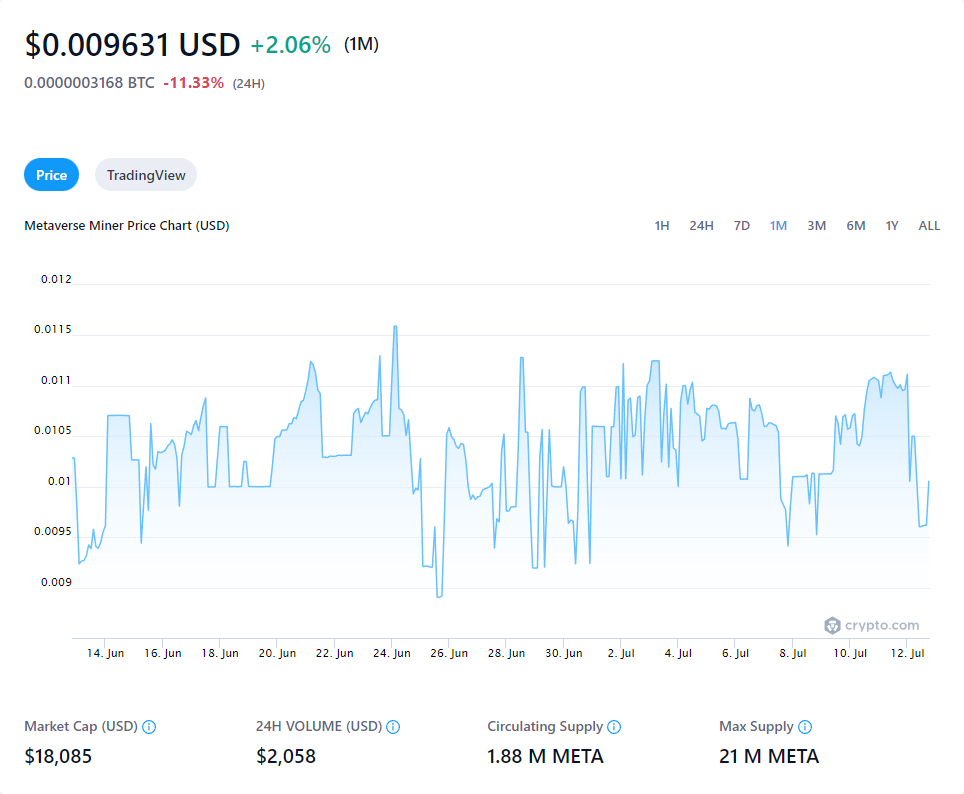 $0.009631 USD +2.06% (1M)
0.0000003168 BTC -11.33% (24H)
Price TradingView
Metaverse Miner Price Chart (USD) 1H 24H 7D 1M 3M 6M 1Y ALL
0.012
0.0115
0.011
0.0105
0.01
0.0095
0.009
crypto.com
14. Jun 16. Jun 18. Jun 20. Jun 22. Jun 24. Jun 26. Jun 28. Jun 30. Jun 2. Jul 4. Jul 6. Jul 8. Jul 10. Jul 12. Jul
Market Cap (USD) 24H VOLUME (USD) Circulating Supply Max Supply
$18,085 $2,058 1.88 M META 21 M META